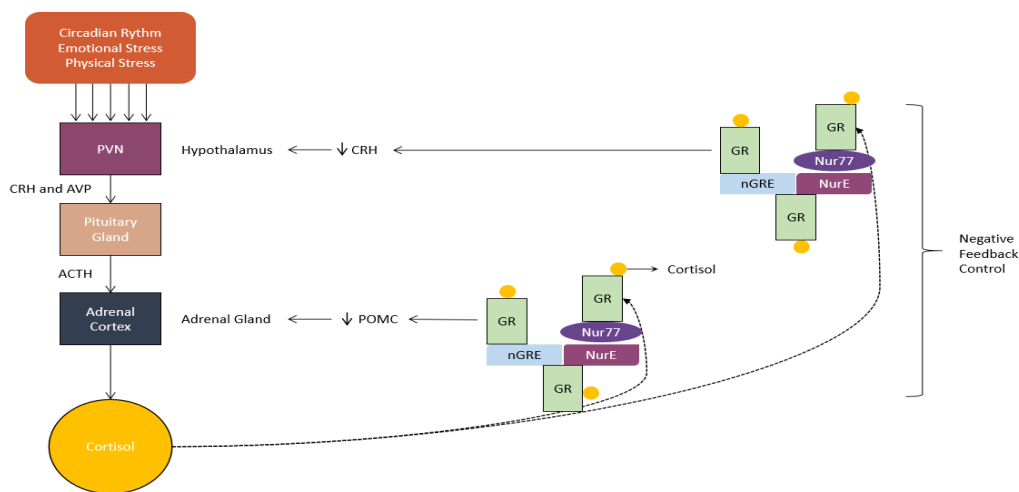 Circadian Rythm
Emotional Stress
Physical Stress
PVN
Hypothalamus
CRH
GR
GR
Nur77
nGRE
NurE
GR
CRH and AVP
Pituitary
Gland
Negative
Feedback
Control
ACTH
Cortisol
Adrenal
Cortex
Adrenal Gland
POMC
GR
GR
Nur77
nGRE
NurE
GR
Cortisol